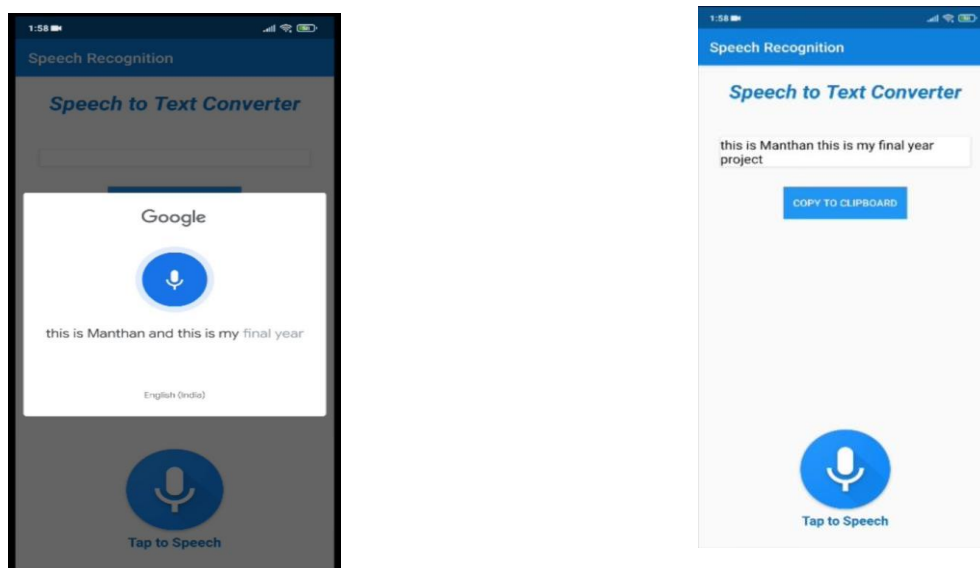 1:58
Speech Recognition
Speech to Text Converter
Google
this is Manthan and this is my final year
English (India)
Tap to Speech
1:58
Speech Recognition
Speech to Text Converter
this is Manthan this is my final year
project
COPY TO CLIPBOARD
Tap to Speech